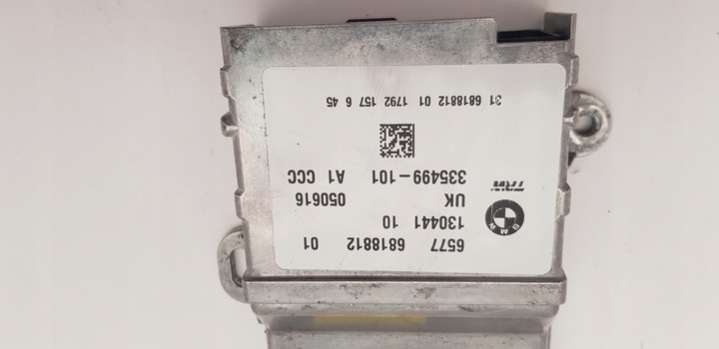 6577 6818812 01
130441 10
BMW
UK 050616
TRW
335499-101 A1 CCC
31 6818812 01 1792 157 6 45